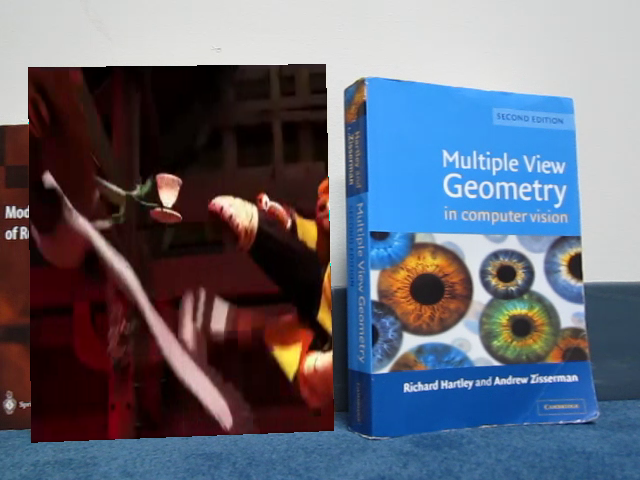 Mod
of R
Sprin
Hartley and
Zisserman
Multiple View Geometry
SECOND EDITION
Multiple View
Geometry
in computer vision
Richard Hartley and Andrew Zisserman
CAMBRIDGE